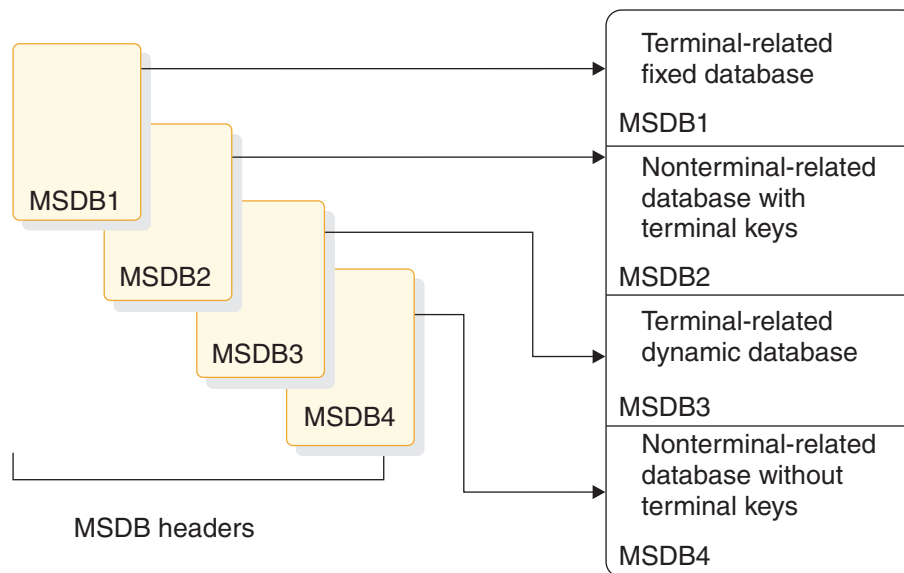 MSDB1
MSDB2
MSDB3
MSDB4
MSDB headers
Terminal-related
fixed database
MSDB1
Nonterminal-related
database with
terminal keys
MSDB2
Terminal-related
dynamic database
MSDB3
Nonterminal-related
database without
terminal keys
MSDB4